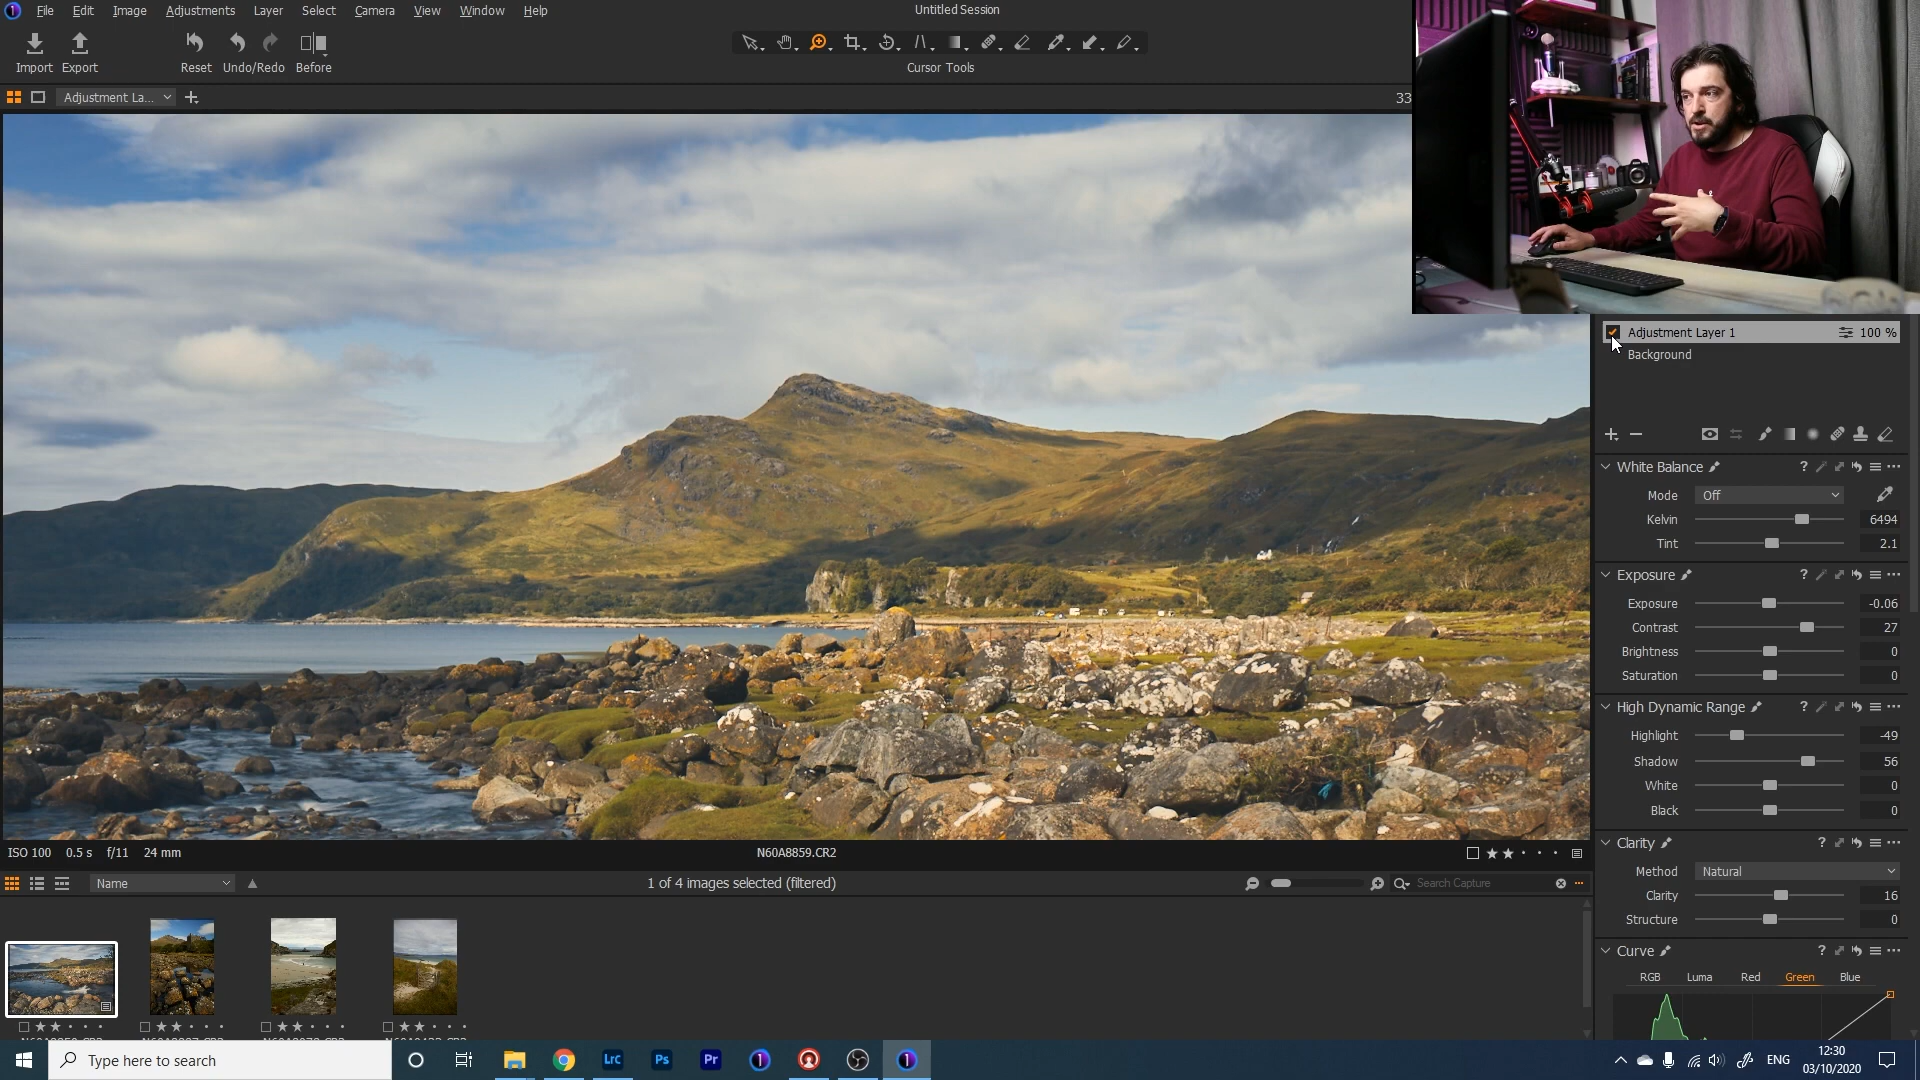 File Edit Image Adjustments Layer Select Camera View Window Help
Untitled Session
Import Export Reset Undo/Redo Before
Cursor Tools
Adjustment La...
33
Adjustment Layer 1 100 %
Background
White Balance
Mode Off
Kelvin 6494
Tint 2.1
Exposure
Exposure -0.06
Contrast 27
Brightness 0
Saturation 0
High Dynamic Range
Highlight -49
Shadow 56
White 0
Black 0
Clarity
Method Natural
Clarity 16
Structure 0
Curve
RGB Luma Red Green Blue
ISO 100 0.5 s f/11 24 mm
N60A8859.CR2
Name
1 of 4 images selected (filtered)
Search Capture
Type here to search
Lrc Ps Pr
ENG
12:30
03/10/2020